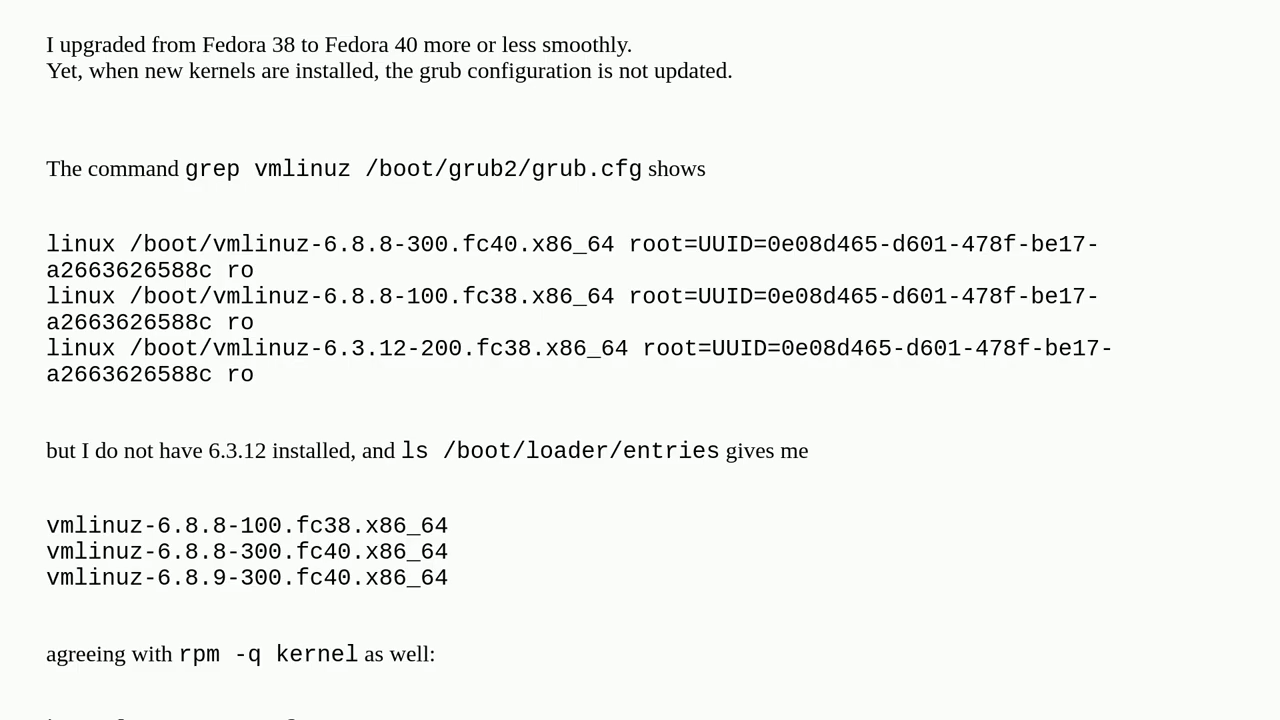 I upgraded from Fedora 38 to Fedora 40 more or less smoothly.
Yet, when new kernels are installed, the grub configuration is not updated.
The command grep vmlinuz /boot/grub2/grub.cfg shows
linux /boot/vmlinuz-6.8.8-300.fc40.x86_64 root=UUID=0e08d465-d601-478f-be17-
a2663626588c ro
linux /boot/vmlinuz-6.8.8-100.fc38.x86_64 root=UUID=0e08d465-d601-478f-be17-
a2663626588c ro
linux /boot/vmlinuz-6.3.12-200.fc38.x86_64 root=UUID=0e08d465-d601-478f-be17-
a2663626588c ro
but I do not have 6.3.12 installed, and ls /boot/loader/entries gives me
vmlinuz-6.8.8-100.fc38.x86_64
vmlinuz-6.8.8-300.fc40.x86_64
vmlinuz-6.8.9-300.fc40.x86_64
agreeing with rpm -q kernel as well: